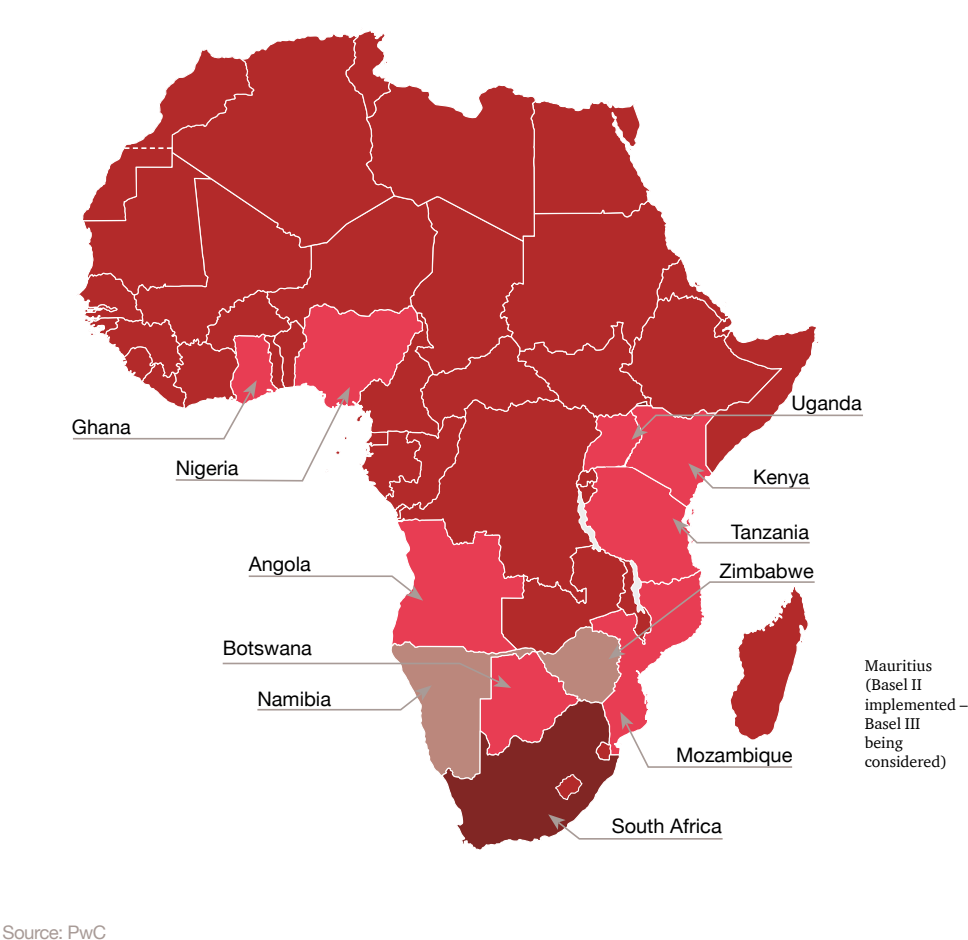 Uganda
Ghana
Nigeria
Kenya
Tanzania
Angola
Zimbabwe
Botswana
Mauritius
(Basel II
implemented –
Basel III
being
considered)
Namibia
Mozambique
South Africa
Source: PwC